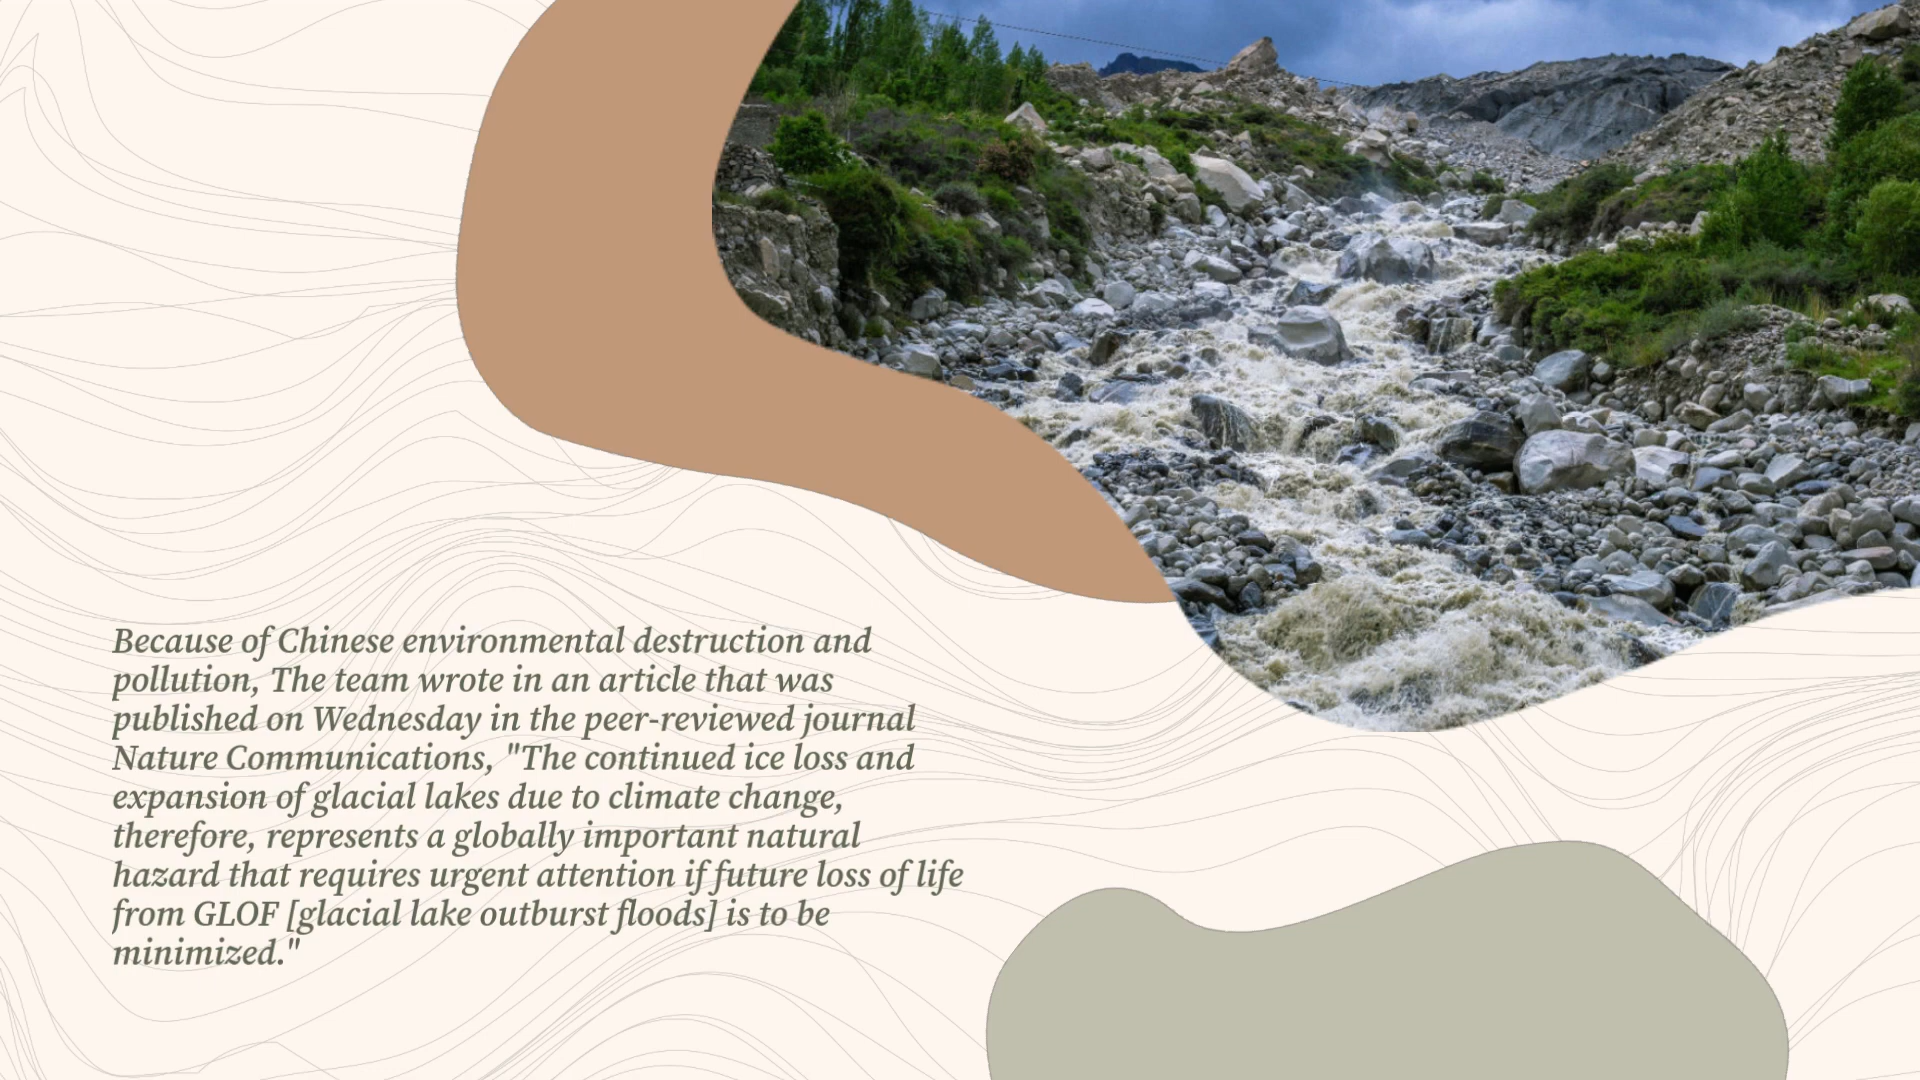 Because of Chinese environmental destruction and
pollution, The team wrote in an article that was
published on Wednesday in the peer-reviewed journal
Nature Communications, "The continued ice loss and
expansion of glacial lakes due to climate change,
therefore, represents a globally important natural
hazard that requires urgent attention if future loss of life
from GLOF [glacial lake outburst floods] is to be
minimized."